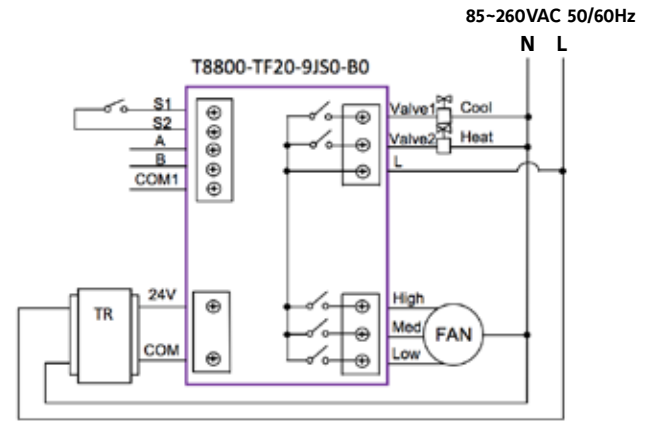 85~260VAC 50/60Hz
N L
T8800-TF20-9JS0-B0
S1
S2
A
B
COM1
Valve1 Cool
Valve2 Heat
L
24V
TR
COM
High
Med
Low
FAN